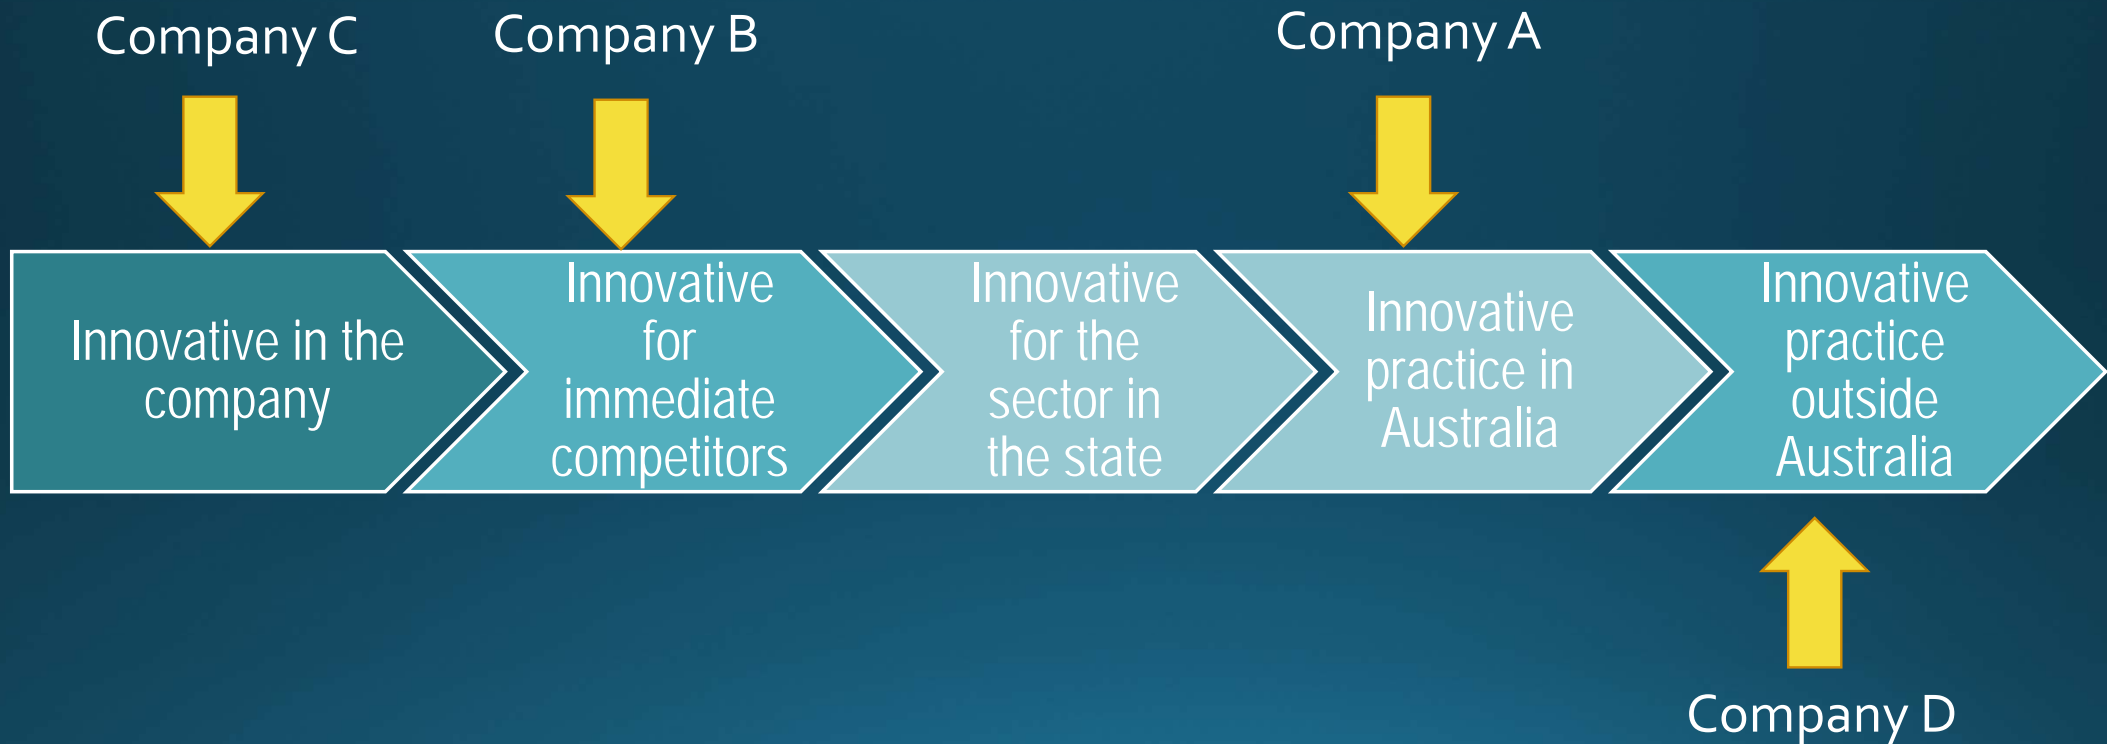 Company C
Company B
Company A
Innovative in the
company
Innovative
for
immediate
competitors
Innovative
for the
sector in
the state
Innovative
practice in
Australia
Innovative
practice
outside
Australia
Company D